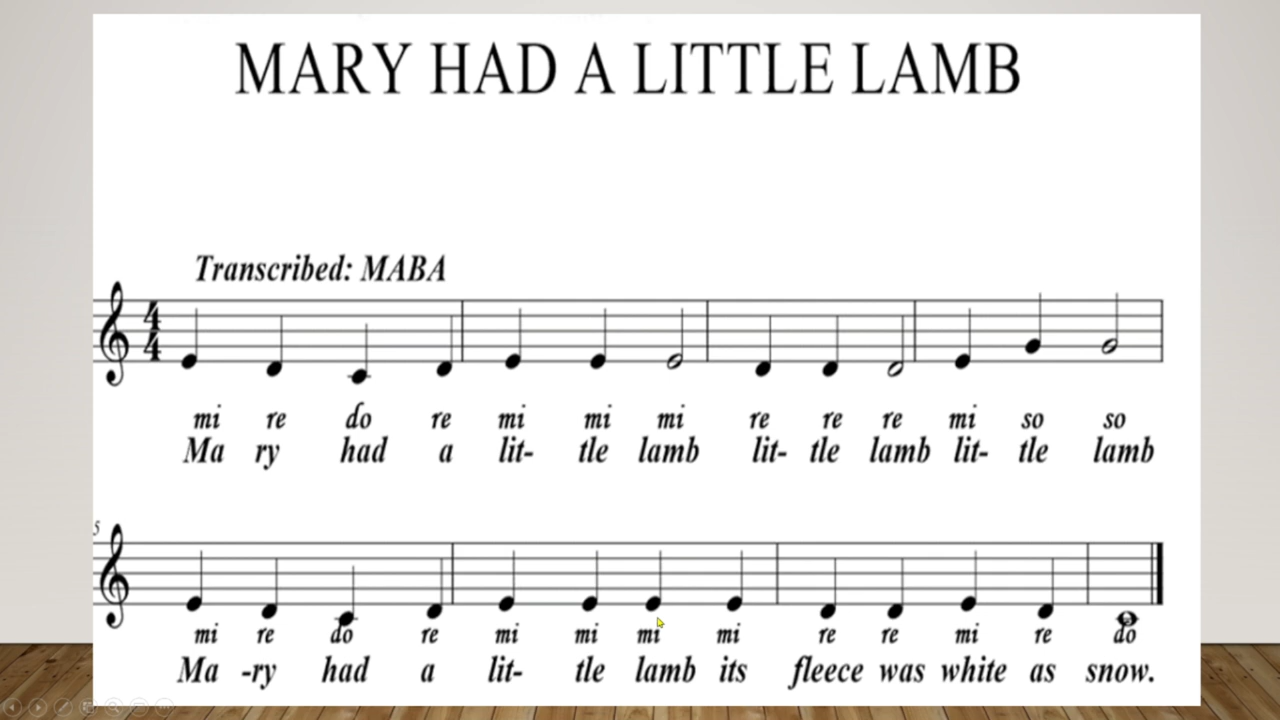 MARY HAD A LITTLE LAMB
Transcribed: MABA
4
4
mi re do re mi mi mi re re re mi so so
Ma ry had a lit- tle lamb lit- tle lamb lit- tle lamb
5
mi re do re mi mi mi mi re re mi re do
Ma -ry had a lit- tle lamb its fleece was white as snow.